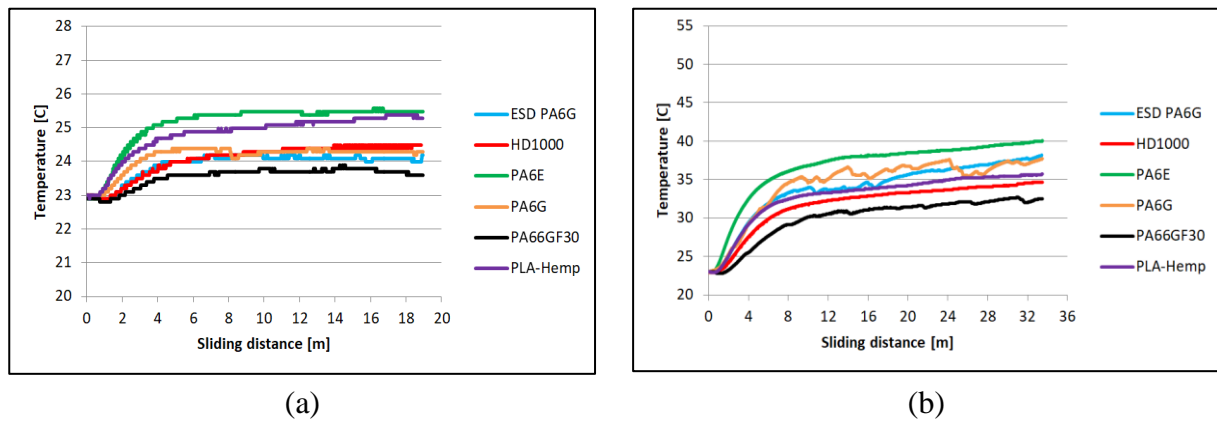 28
27
26
25
24
23
22
21
20
Temperature [C]
0 2 4 6 8 10 12 14 16 18 20
Sliding distance [m]
ESD PA6G
HD1000
PA6E
PA6G
PA66GF30
PLA-Hemp
(a)
55
50
45
40
35
30
25
20
Temperature [C]
0 4 8 12 16 20 24 28 32 36
Sliding distance [m]
ESD PA6G
HD1000
PA6E
PA6G
PA66GF30
PLA-Hemp
(b)